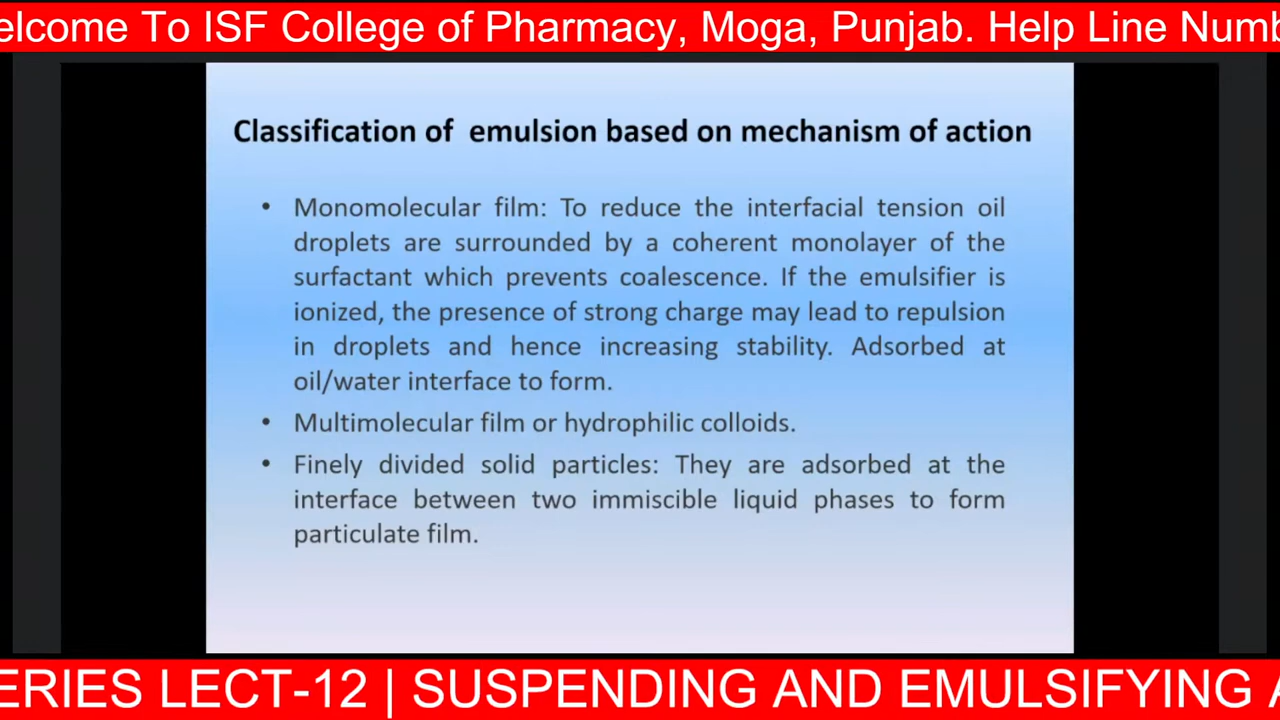 elcome To ISF College of Pharmacy, Moga, Punjab. Help Line Numb
Classification of emulsion based on mechanism of action
• Monomolecular film: To reduce the interfacial tension oil
droplets are surrounded by a coherent monolayer of the
surfactant which prevents coalescence. If the emulsifier is
ionized, the presence of strong charge may lead to repulsion
in droplets and hence increasing stability. Adsorbed at
oil/water interface to form.
• Multimolecular film or hydrophilic colloids.
• Finely divided solid particles: They are adsorbed at the
interface between two immiscible liquid phases to form
particulate film.
ERIES LECT-12 | SUSPENDING AND EMULSIFYING A